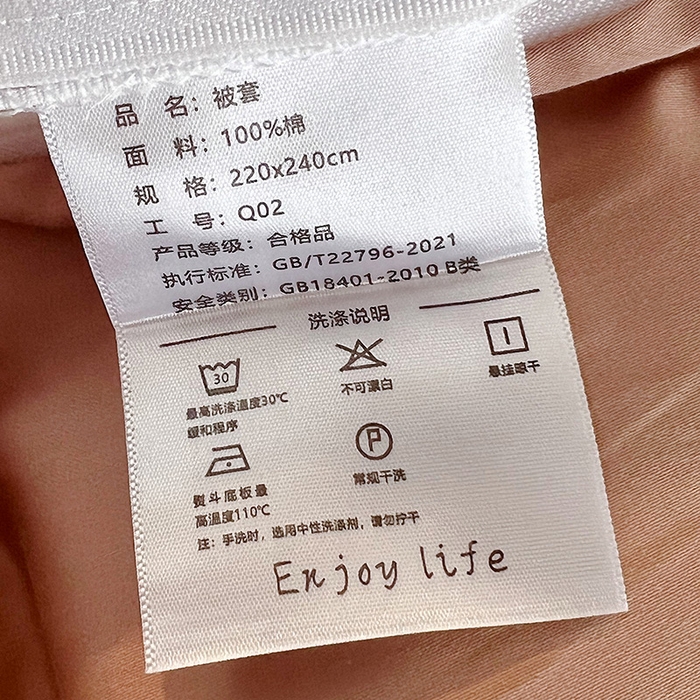 品 名：被套
面 料：100%棉
规 格：220x240cm
工 号：Q02
产品等级：合格品
执行标准：GB/T22796-2021
安全类别：GB18401-2010 B类
洗涤说明
30
最高洗涤温度30℃
缓和程序
不可漂白
悬挂晾干
熨斗底板最
高温度110℃
P
常规干洗
注：手洗时，选用中性洗涤剂，请勿拧干
Enjoy life